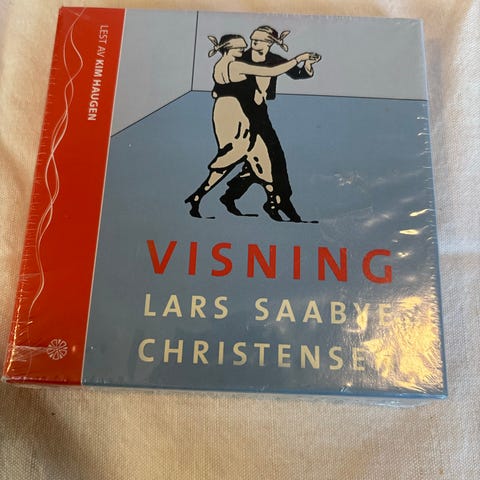 LEST AV KIM HAUGEN
VISNING
LARS SAABYE
CHRISTENSEN